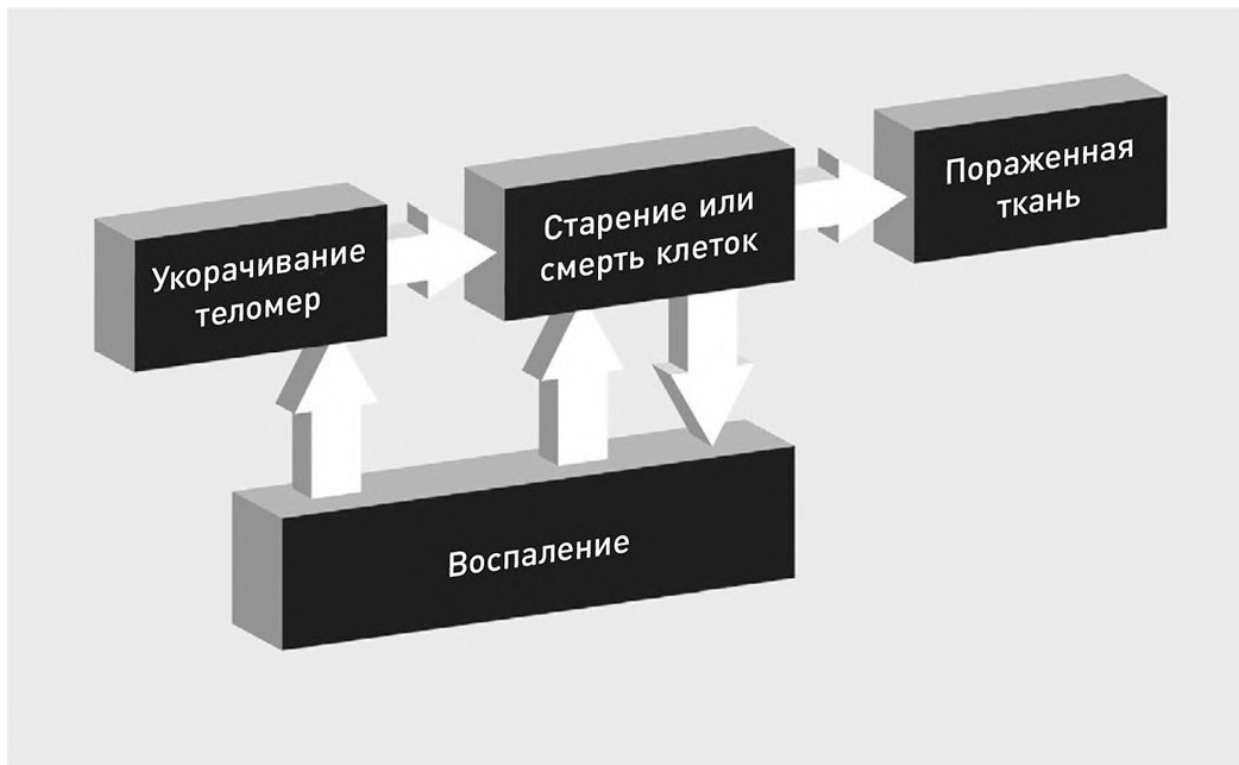 Укорачивание
теломер
Старение или
смерть клеток
Пораженная
ткань
Воспаление